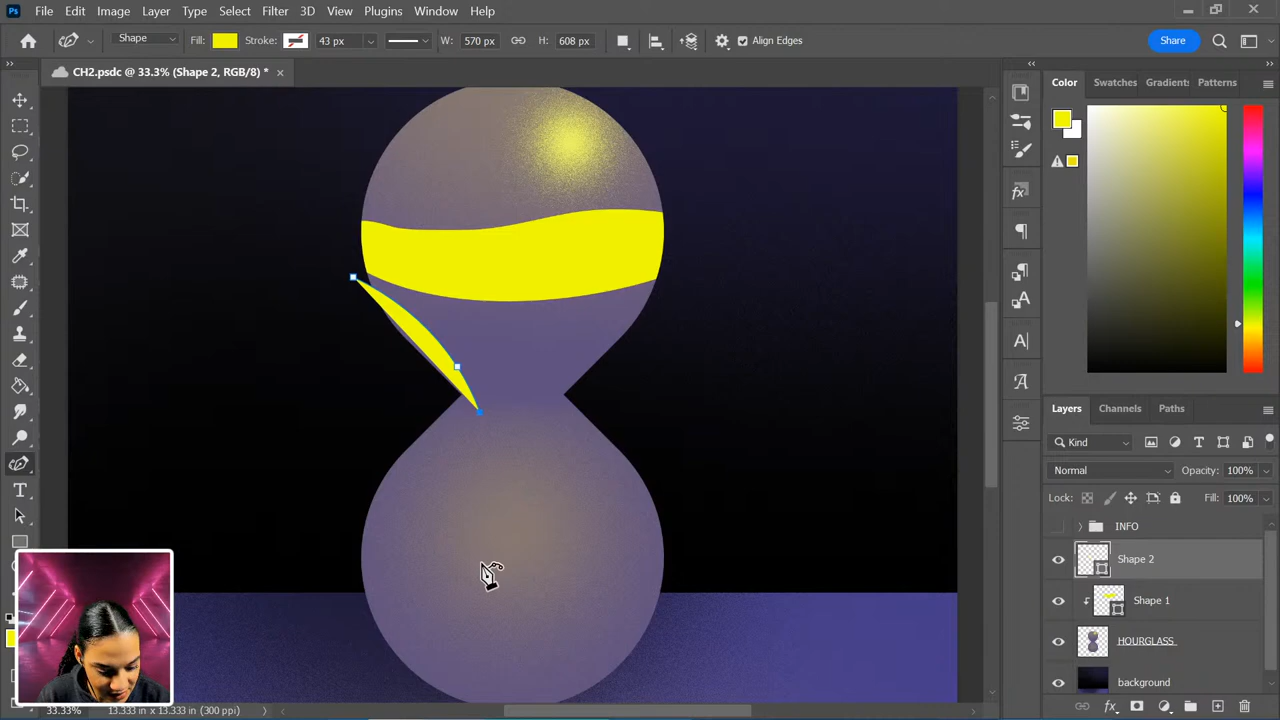 Ps File Edit Image Layer Type Select Filter 3D View Plugins Window Help
Shape Fill: Stroke: 43 px W: 570 px H: 608 px Align Edges Share
CH2.psdc @ 33.3% (Shape 2, RGB/8) * ×
Color Swatches Gradient: Patterns
Layers Channels Paths
Kind
Normal Opacity: 100%
Lock: Fill: 100%
INFO
Shape 2
Shape 1
HOURGLASS
background
33.33% 13.333 in x 13.333 in (300 ppi)